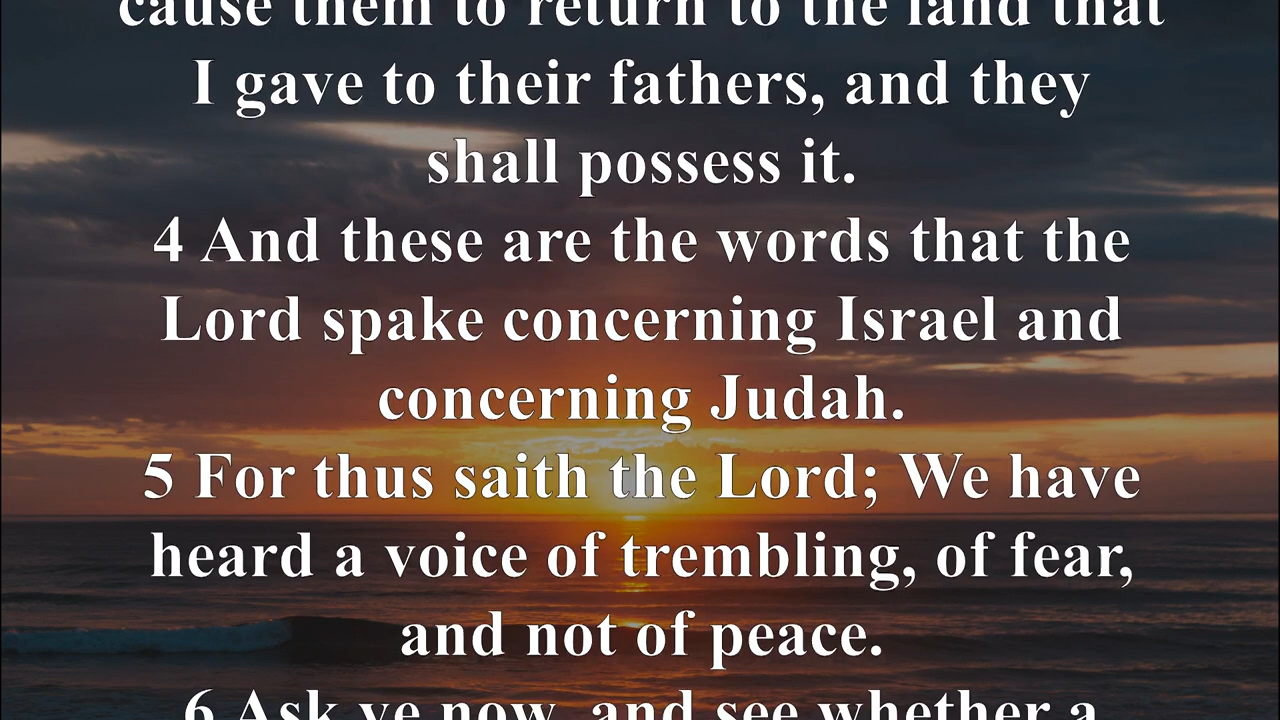 cause them to return to the land that
I gave to their fathers, and they
shall possess it.
4 And these are the words that the
Lord spake concerning Israel and
concerning Judah.
5 For thus saith the Lord; We have
heard a voice of trembling, of fear,
and not of peace.
6 Ask ye now, and see whether a